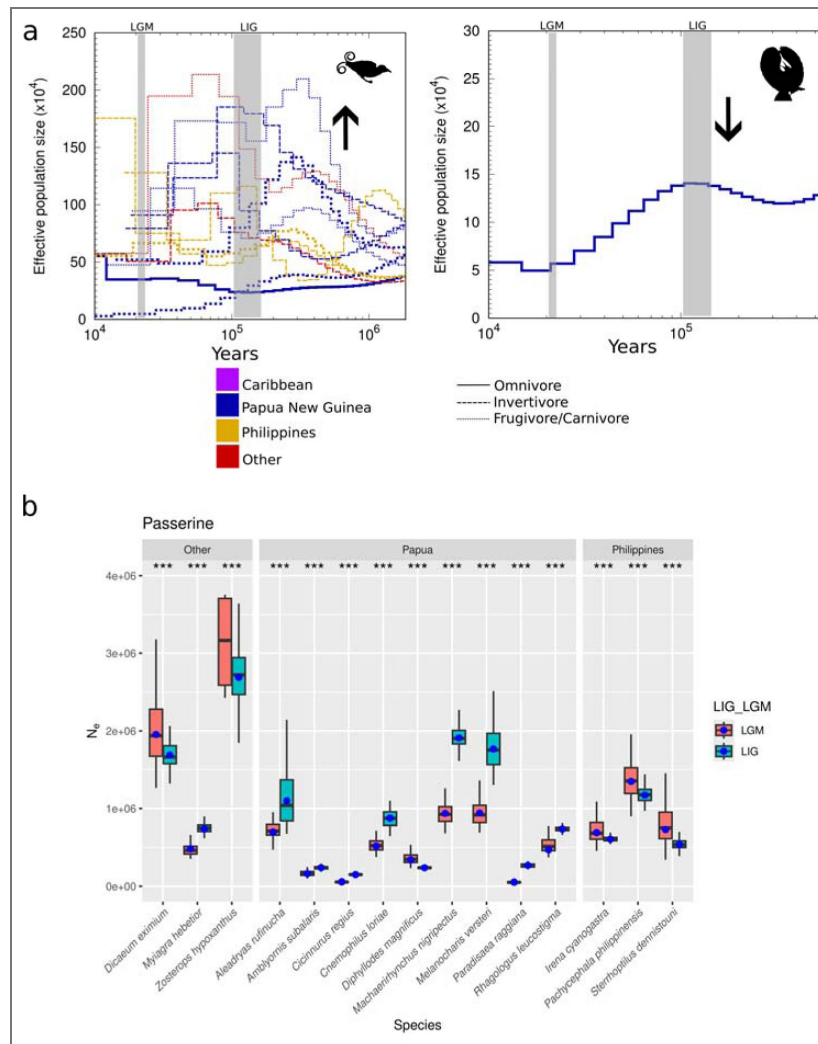 a
LGM
LIG
LGM
LIG
Effective population size (x10⁴)
250
200
150
100
50
0
10⁴
10⁵
10⁶
Years
Effective population size (x10⁴)
30
25
20
15
10
5
0
10⁴
10⁵
Years
Caribbean
Papua New Guinea
Philippines
Other
Omnivore
Invertivore
Frugivore/Carnivore
b
Passerine
Other
Papua
Philippines
*** *** *** *** *** *** *** *** *** *** *** *** *** *** ***
Nₑ
4e+06
3e+06
2e+06
1e+06
0e+00
LIG_LGM
LGM
LIG
Dicaeum eximium
Myiagra hebetior
Zosterops hypoxanthus
Aleadryas rufinucha
Amblyornis subalaris
Cicinnurus regius
Cnemophilus loriae
Diphyllodes magnificus
Machaerirhynchus nigripectus
Melanocharis versteri
Paradisaea raggiana
Rhagologus leucostigma
Irena cyanogastra
Pachycephala philippinensis
Sterrhoptilus dennistouni
Species